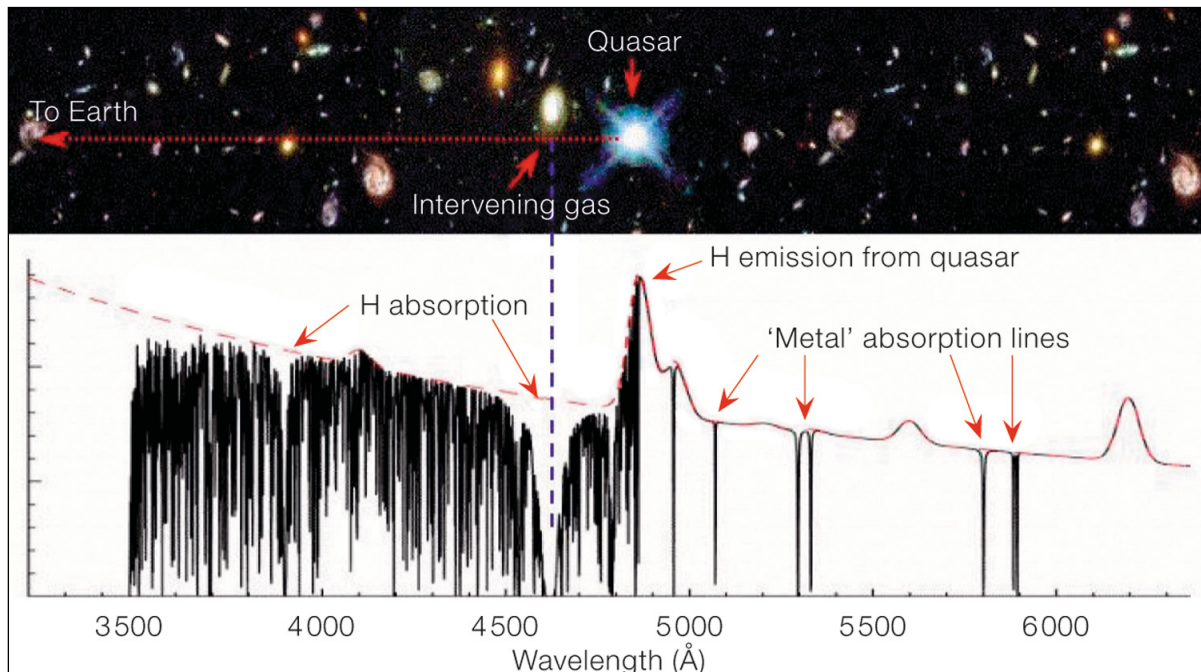 Quasar
To Earth
Intervening gas
H emission from quasar
H absorption
‘Metal’ absorption lines
3500 4000 4500 5000 5500 6000
Wavelength (Å)